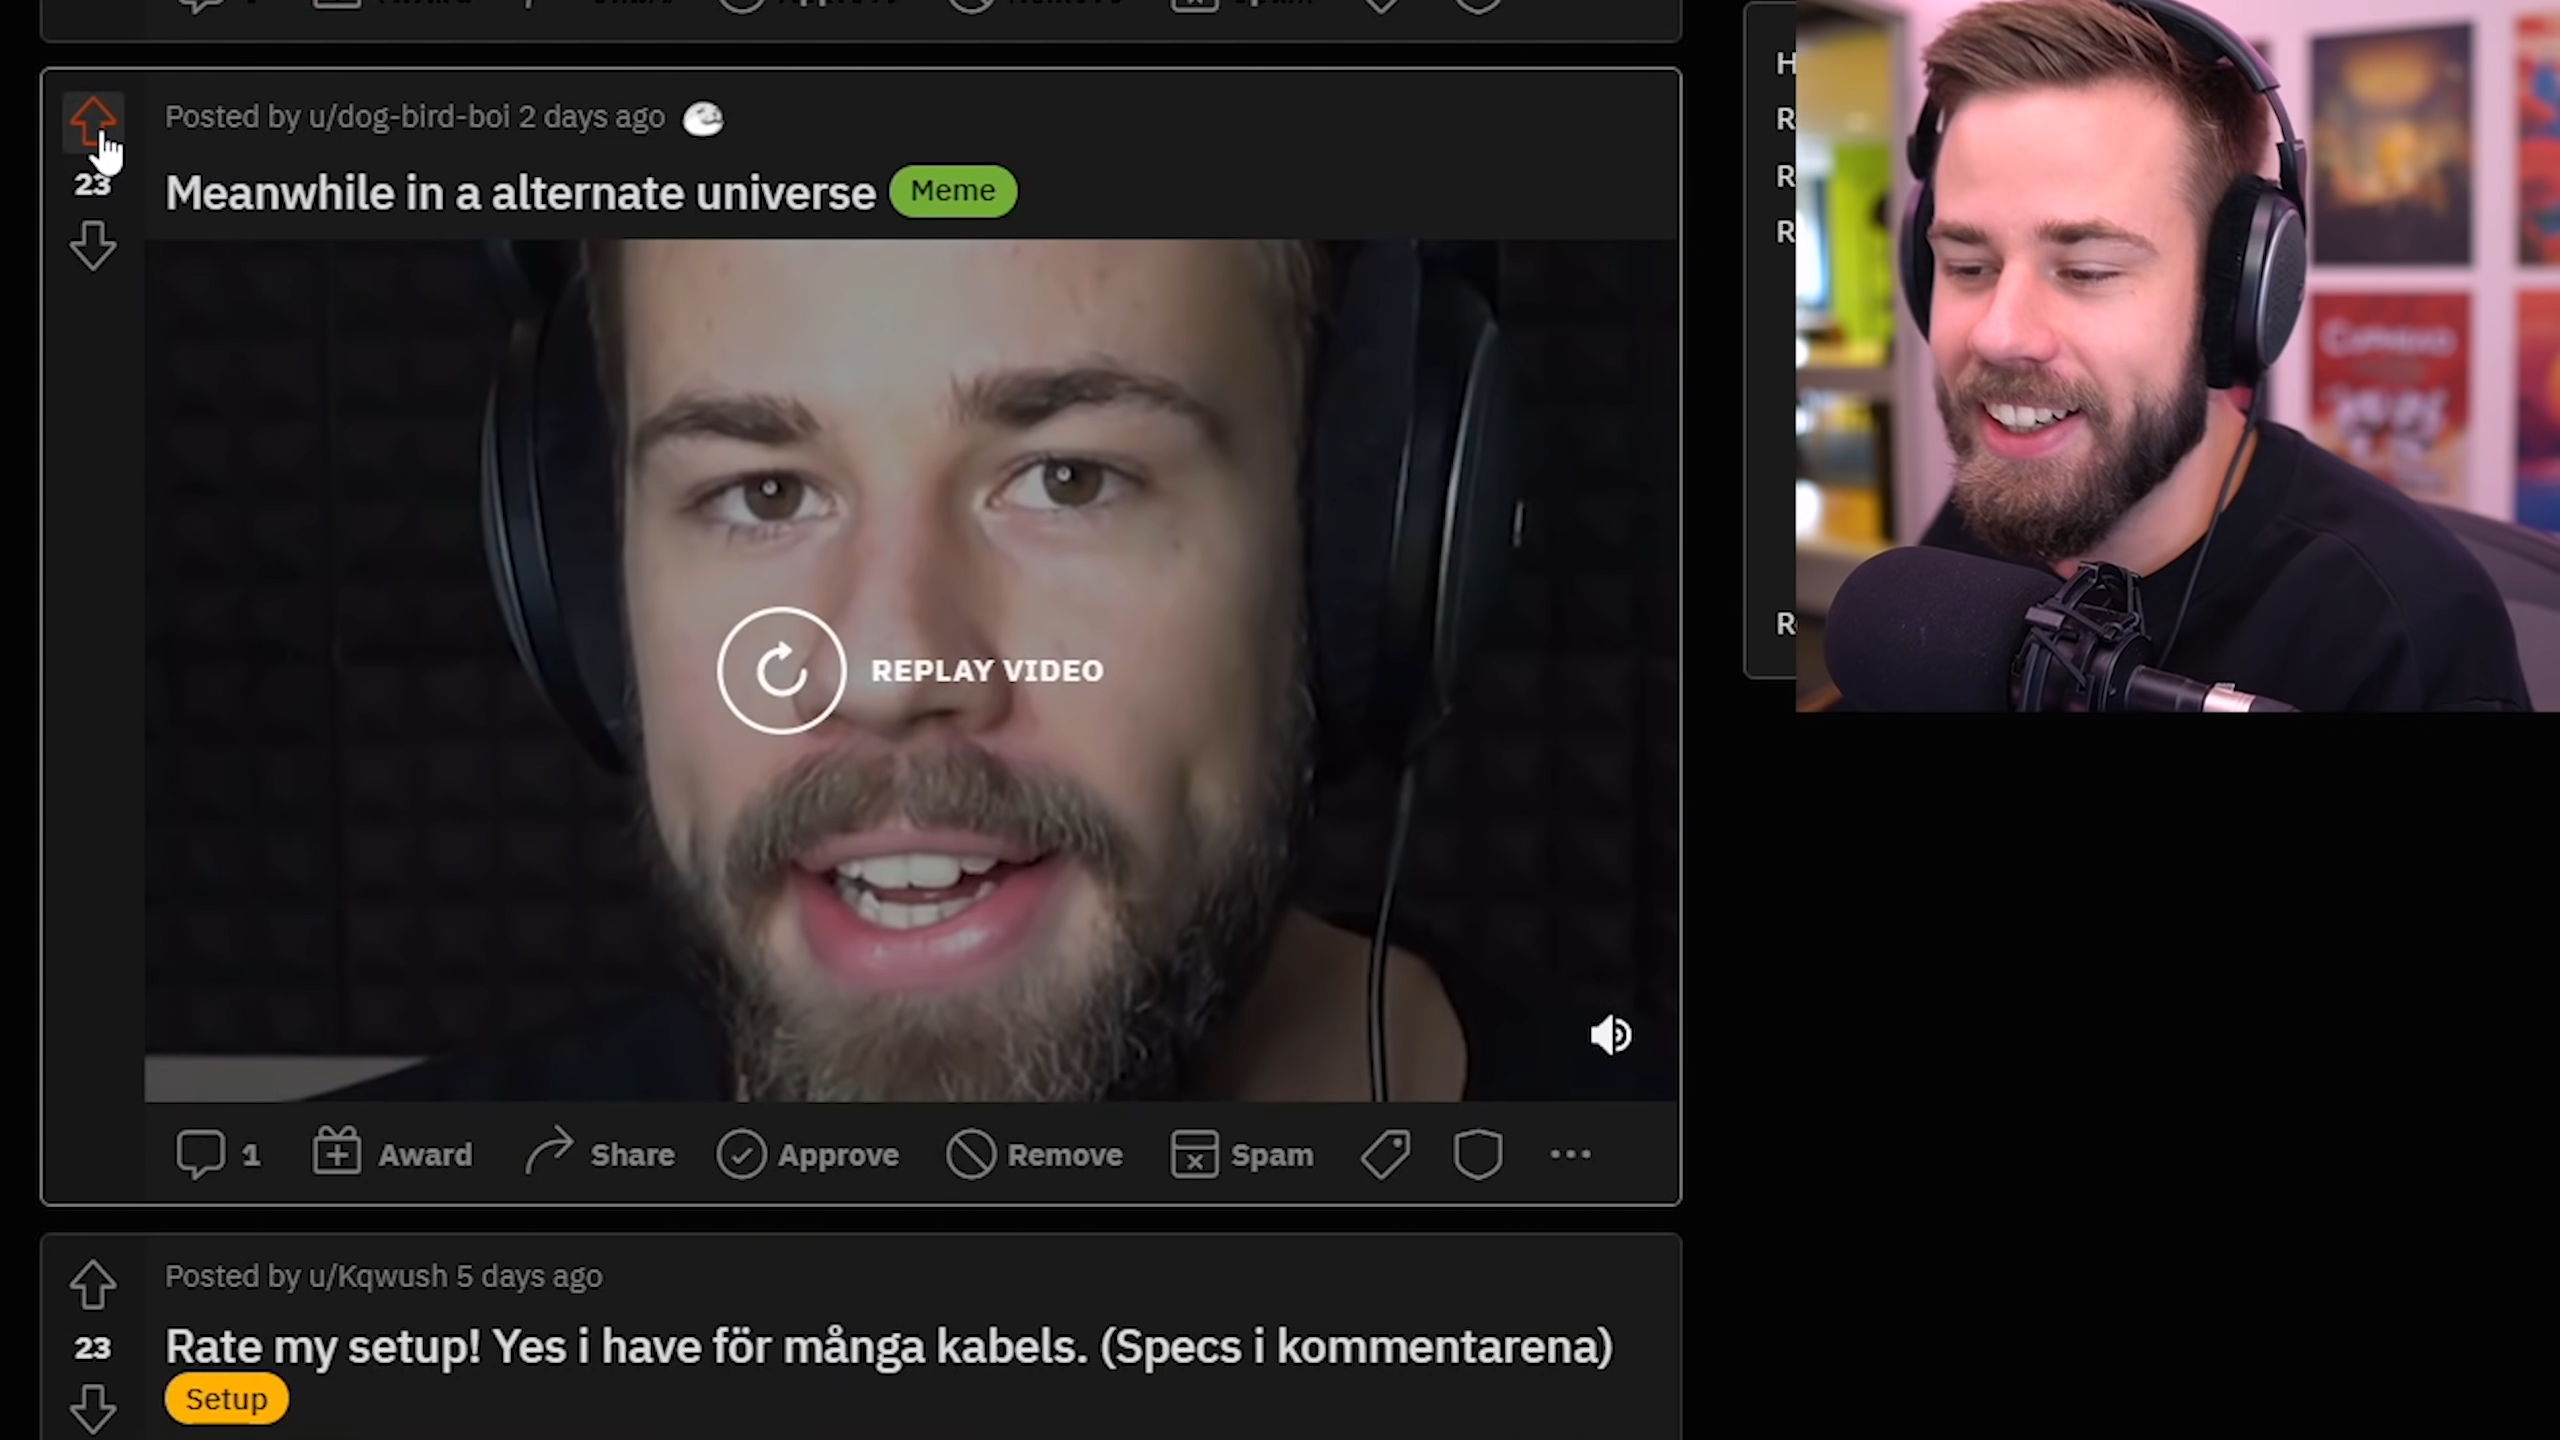 Posted by u/dog-bird-boi 2 days ago
23
Meanwhile in a alternate universe Meme
REPLAY VIDEO
1 Award Share Approve Remove Spam
Posted by u/Kqwush 5 days ago
23
Rate my setup! Yes i have för många kabels. (Specs i kommentarena)
Setup
H
R
R
R
R